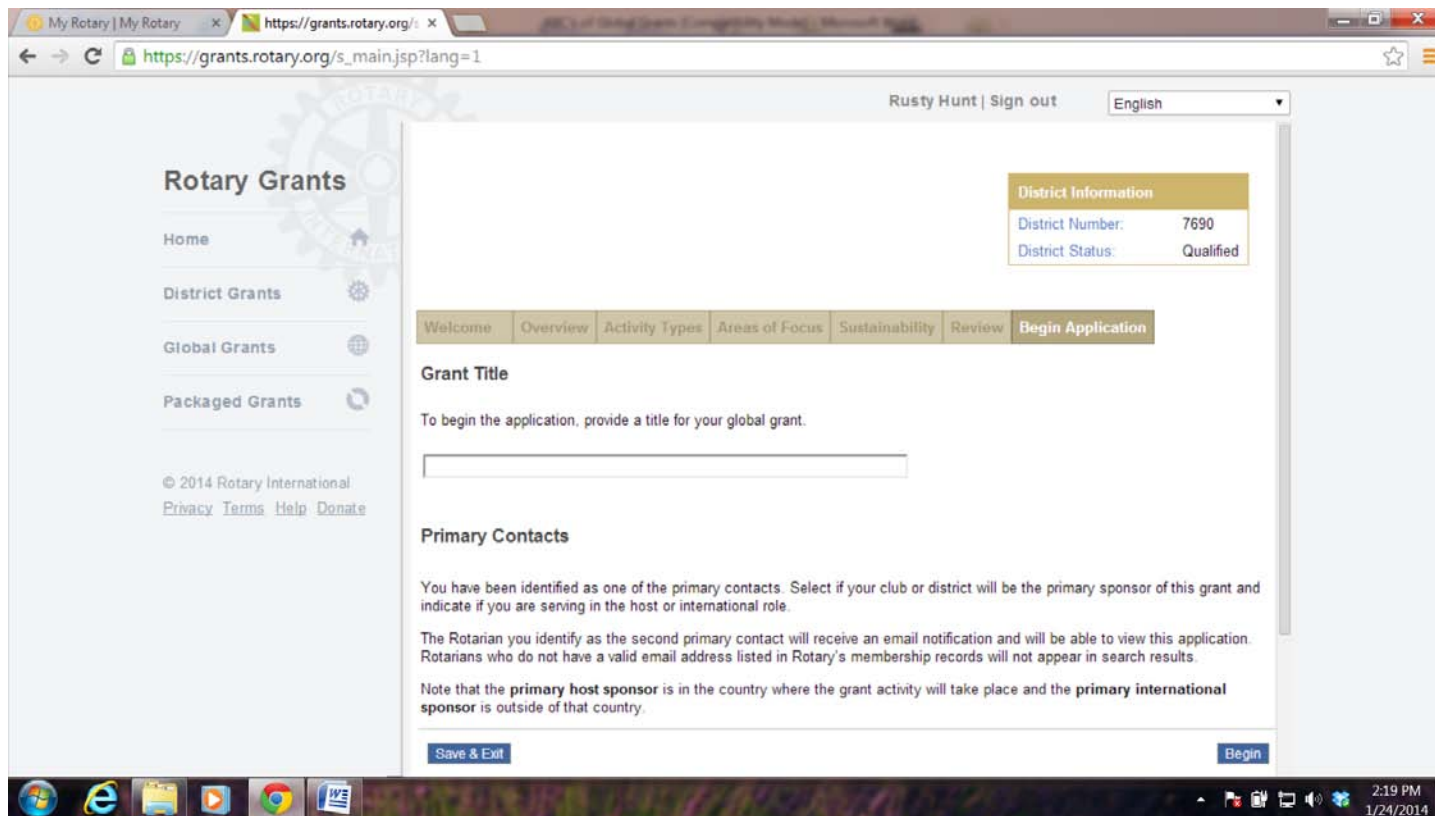 My Rotary | My Rotary
https://grants.rotary.org/s
https://grants.rotary.org/s_main.jsp?lang=1
Rusty Hunt | Sign out
English
ROTARY
INTERNAT
Rotary Grants
Home
District Grants
Global Grants
Packaged Grants
© 2014 Rotary International
Privacy Terms Help Donate
District Information
District Number: 7690
District Status: Qualified
Welcome Overview Activity Types Areas of Focus Sustainability Review Begin Application
Grant Title
To begin the application, provide a title for your global grant.
Primary Contacts
You have been identified as one of the primary contacts. Select if your club or district will be the primary sponsor of this grant and
indicate if you are serving in the host or international role.
The Rotarian you identify as the second primary contact will receive an email notification and will be able to view this application.
Rotarians who do not have a valid email address listed in Rotary's membership records will not appear in search results.
Note that the primary host sponsor is in the country where the grant activity will take place and the primary international
sponsor is outside of that country.
Save & Exit
Begin
2:19 PM
1/24/2014